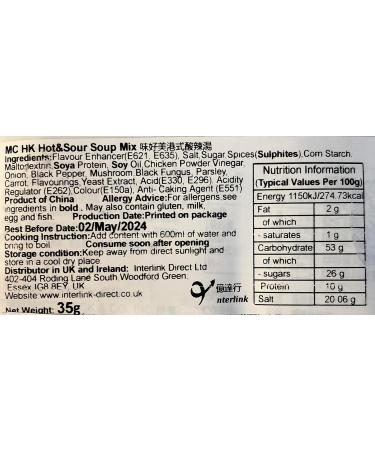 MC HK Hot&Sour Soup Mix 味好美港式酸辣湯
Ingredients:Flavour Enhancer(E621, E635), Salt,Sugar,Spices(Sulphites),Corn Starch,
Maltodextrin,Soya Protein, Soy Oil,Chicken Powder,Vinegar,
Onion, Black Pepper, Mushroom,Black Fungus, Parsley,
Carrot, Flavourings,Yeast Extract, Acid(E330, E296), Acidity
Regulator (E262),Colour(E150a), Anti- Caking Agent (E551)
Product of China Allergy Advice:For allergens,see
ingredients in bold . May also contain gluten, milk,
egg and fish. Production Date:Printed on package
Best Before Date:02/May/2024
Cooking Instruction:Add content with 600ml of water and
bring to boil Consume soon after opening
Storage condition:Keep away from direct sunlight and
store in a cool dry place
Distributor in UK and Ireland: Interlink Direct Ltd
402-404 Roding Lane South Woodford Green,
Essex IG8 8EY, UK
Website:www.interlink-direct.co.uk
Net Weight: 35g
億達行
Interlink
Nutrition Information
(Typical Values Per 100g)
Energy 1150kJ/274.73kcal
Fat 2 g
of which
- saturates 1 g
Carbohydrate 53 g
of which
- sugars 26 g
Protein 10 g
Salt 20.06 g